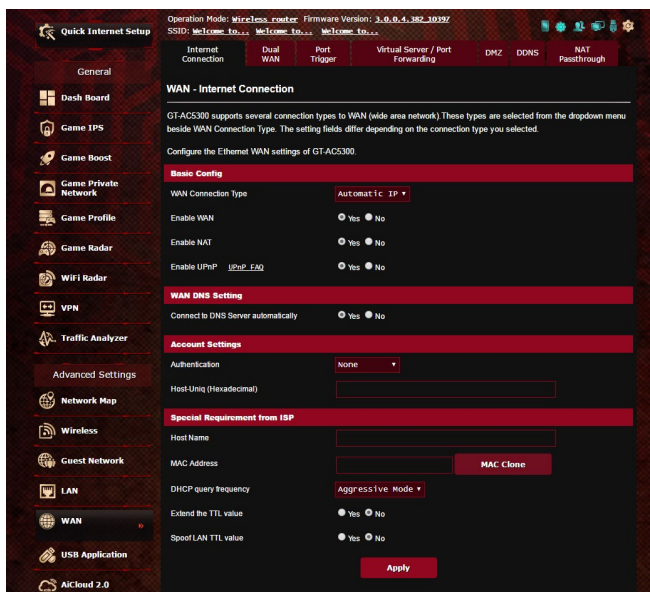 Quick Internet Setup
Operation Mode: Wireless router Firmware Version: 3.0.0.4.382_10397
SSID: Welcome to... Welcome to... Welcome to...
Internet Connection
Dual WAN
Port Trigger
Virtual Server / Port Forwarding
DMZ
DDNS
NAT Passthrough
General
Dash Board
Game IPS
Game Boost
Game Private Network
Game Profile
Game Radar
WiFi Radar
VPN
Traffic Analyzer
Advanced Settings
Network Map
Wireless
Guest Network
LAN
WAN
USB Application
AiCloud 2.0
WAN - Internet Connection
GT-AC5300 supports several connection types to WAN (wide area network).These types are selected from the dropdown menu
beside WAN Connection Type. The setting fields differ depending on the connection type you selected.
Configure the Ethernet WAN settings of GT-AC5300.
Basic Config
WAN Connection Type Automatic IP
Enable WAN Yes No
Enable NAT Yes No
Enable UPnP UPnP FAQ Yes No
WAN DNS Setting
Connect to DNS Server automatically Yes No
Account Settings
Authentication None
Host-Uniq (Hexadecimal)
Special Requirement from ISP
Host Name
MAC Address MAC Clone
DHCP query frequency Aggressive Mode
Extend the TTL value Yes No
Spoof LAN TTL value Yes No
Apply